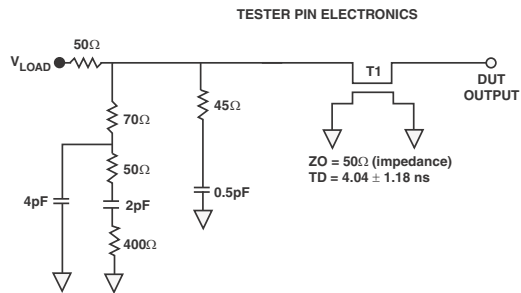 TESTER PIN ELECTRONICS
50Ω
VLOAD
T1
DUT
OUTPUT
70Ω
45Ω
50Ω
ZO = 50Ω (impedance)
TD = 4.04 ± 1.18 ns
4pF
2pF
0.5pF
400Ω